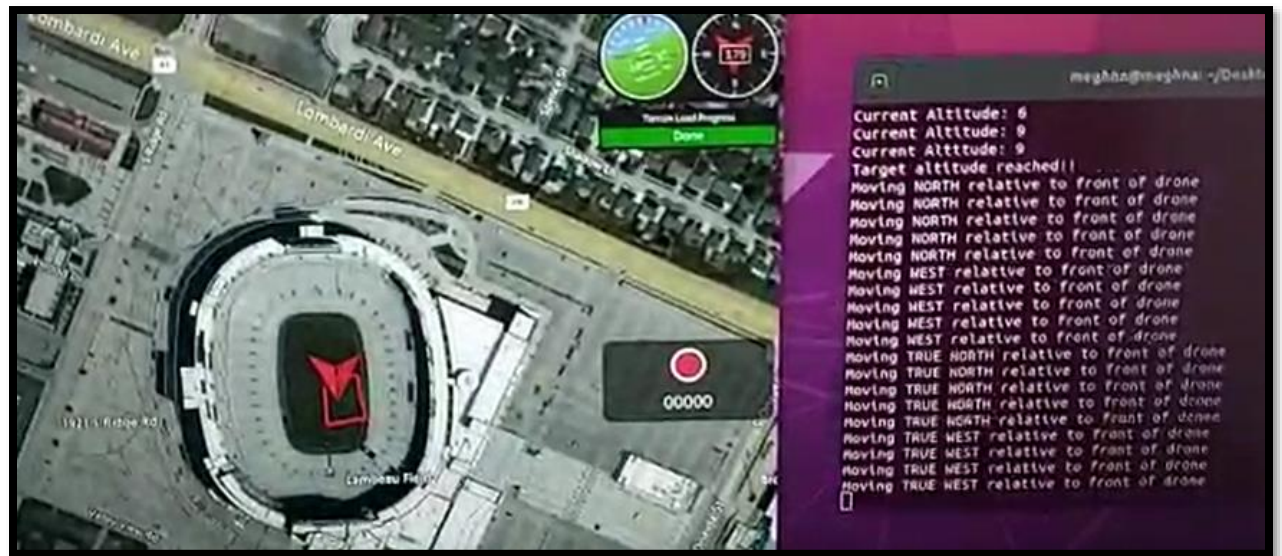 Lombardi Ave
Lombardi Ave
179
Terrain Load Progress
Done
00000
Lambeau Field
meghna@meghna: ~/Deskt
Current Altitude: 6
Current Altitude: 9
Current Altitude: 9
Target altitude reached!!
Moving NORTH relative to front of drone
Moving NORTH relative to front of drone
Moving NORTH relative to front of drone
Moving NORTH relative to front of drone
Moving NORTH relative to front of drone
Moving WEST relative to front of drone
Moving WEST relative to front of drone
Moving WEST relative to front of drone
Moving WEST relative to front of drone
Moving WEST relative to front of drone
Moving TRUE NORTH relative to front of drone
Moving TRUE NORTH relative to front of drone
Moving TRUE NORTH relative to front of drone
Moving TRUE NORTH relative to front of drone
Moving TRUE NORTH relative to front of drone
Moving TRUE WEST relative to front of drone
Moving TRUE WEST relative to front of drone
Moving TRUE WEST relative to front of drone
Moving TRUE WEST relative to front of drone